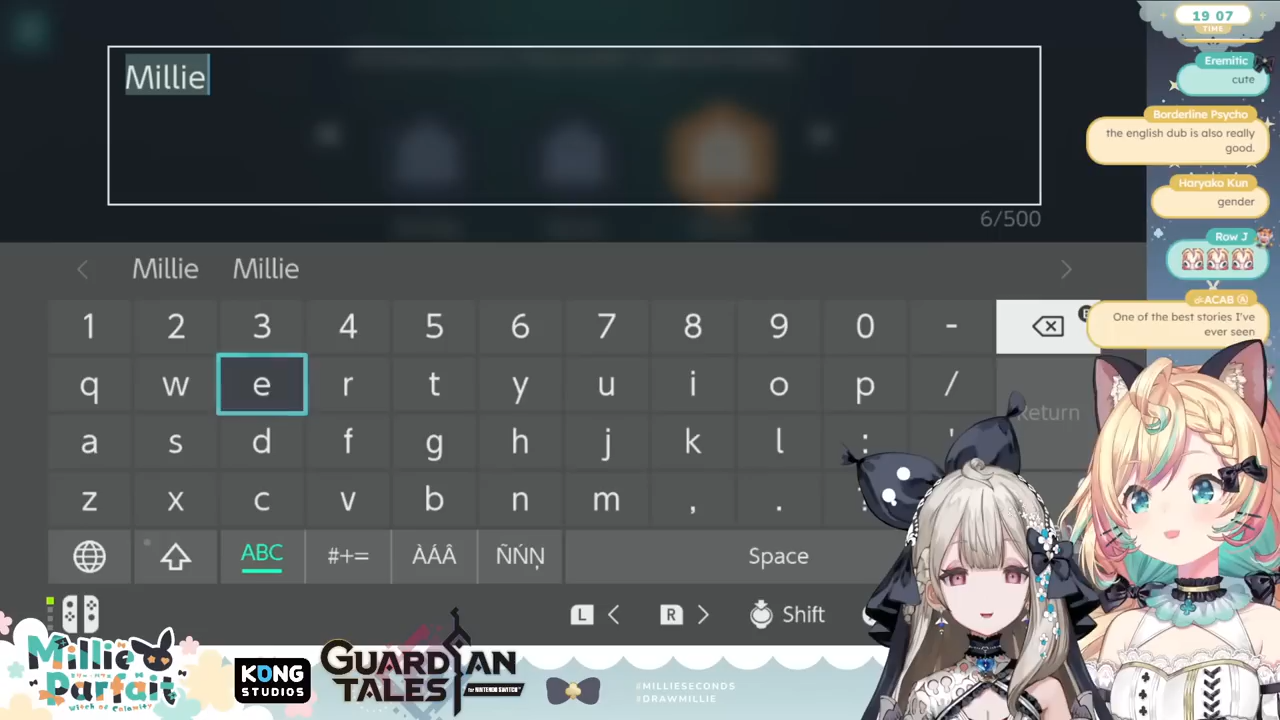 Millie
6/500
Millie Millie
1 2 3 4 5 6 7 8 9 0 -
q w e r t y u i o p /
Return
a s d f g h j k l : '
z x c v b n m , .
ABC #+= ÀÁÂ ÑŃŅ Space
L R Shift
19 07
TIME
Eremitic
cute
Borderline Psycho
the english dub is also really
good.
Haryako Kun
gender
Row J
ACAB
One of the best stories I've
ever seen
Millie
Parfait
Witch of Calamity
KONG
STUDIOS
GUARDIAN
TALES
for NINTENDO SWITCH
#MILLIESECONDS
#DRAWMILLIE